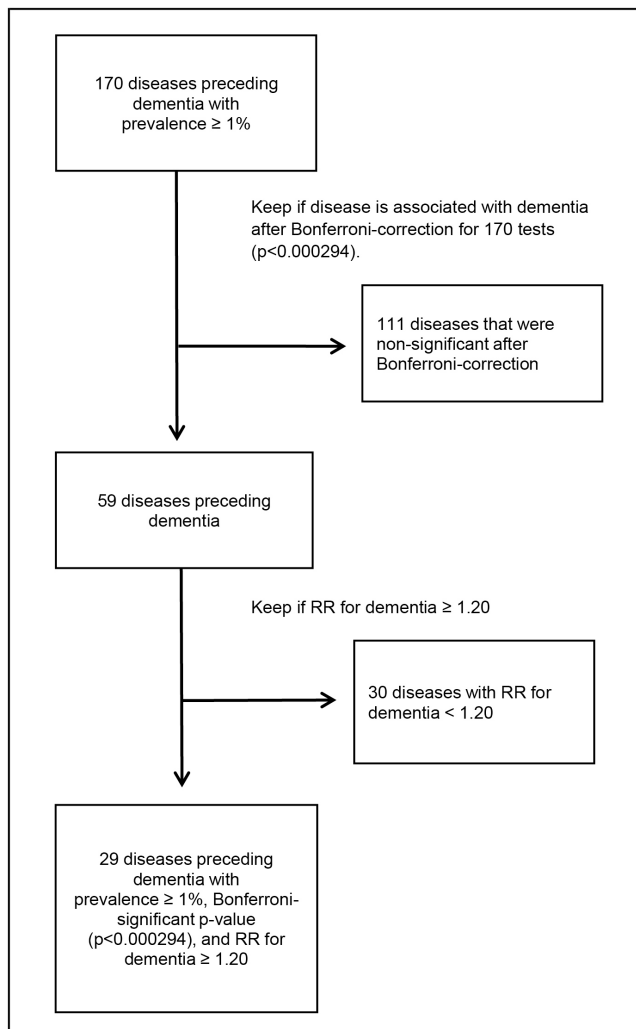 170 diseases preceding
dementia with
prevalence ≥ 1%
Keep if disease is associated with dementia
after Bonferroni-correction for 170 tests
(p<0.000294).
111 diseases that were
non-significant after
Bonferroni-correction
59 diseases preceding
dementia
Keep if RR for dementia ≥ 1.20
30 diseases with RR for
dementia < 1.20
29 diseases preceding
dementia with
prevalence ≥ 1%, Bonferroni-
significant p-value
(p<0.000294), and RR for
dementia ≥ 1.20